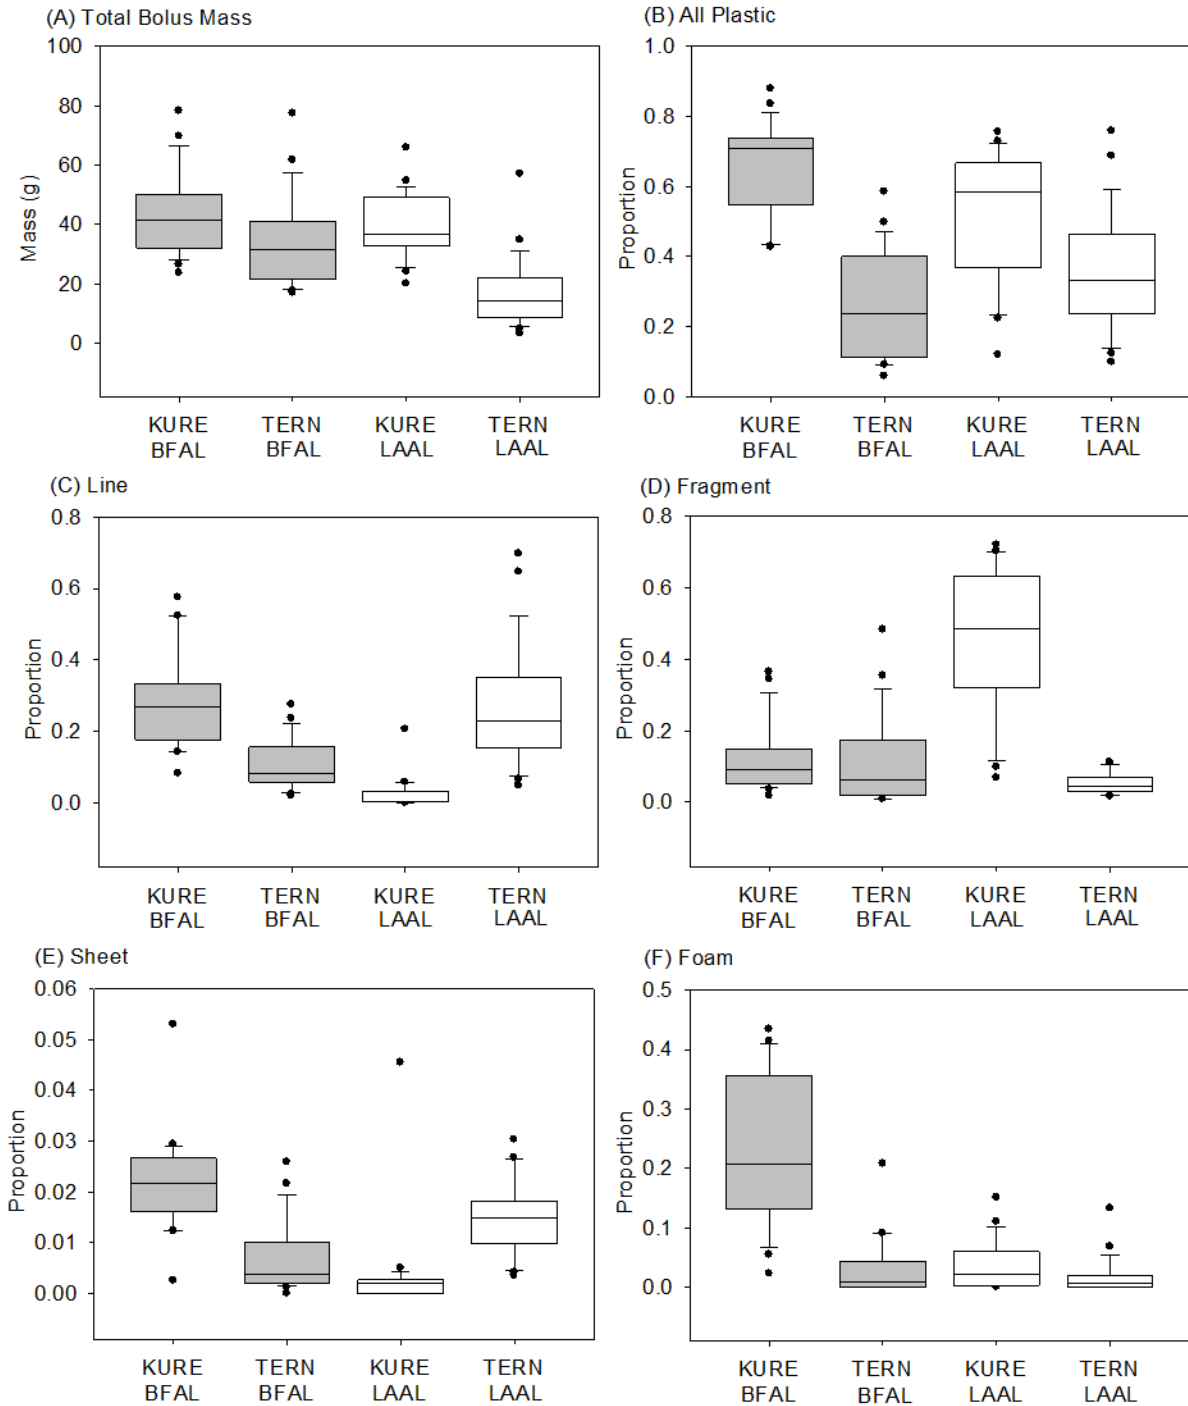 (A) Total Bolus Mass
100
80
60
40
20
0
Mass (g)
KURE BFAL
TERN BFAL
KURE LAAL
TERN LAAL
(B) All Plastic
1.0
0.8
0.6
0.4
0.2
0.0
Proportion
KURE BFAL
TERN BFAL
KURE LAAL
TERN LAAL
(C) Line
0.8
0.6
0.4
0.2
0.0
Proportion
KURE BFAL
TERN BFAL
KURE LAAL
TERN LAAL
(D) Fragment
0.8
0.6
0.4
0.2
0.0
Proportion
KURE BFAL
TERN BFAL
KURE LAAL
TERN LAAL
(E) Sheet
0.06
0.05
0.04
0.03
0.02
0.01
0.00
Proportion
KURE BFAL
TERN BFAL
KURE LAAL
TERN LAAL
(F) Foam
0.5
0.4
0.3
0.2
0.1
0.0
Proportion
KURE BFAL
TERN BFAL
KURE LAAL
TERN LAAL